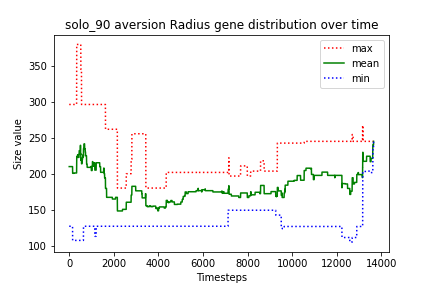 solo_90 aversion Radius gene distribution over time
max
mean
min
Size value
350
300
250
200
150
100
0 2000 4000 6000 8000 10000 12000 14000
Timesteps